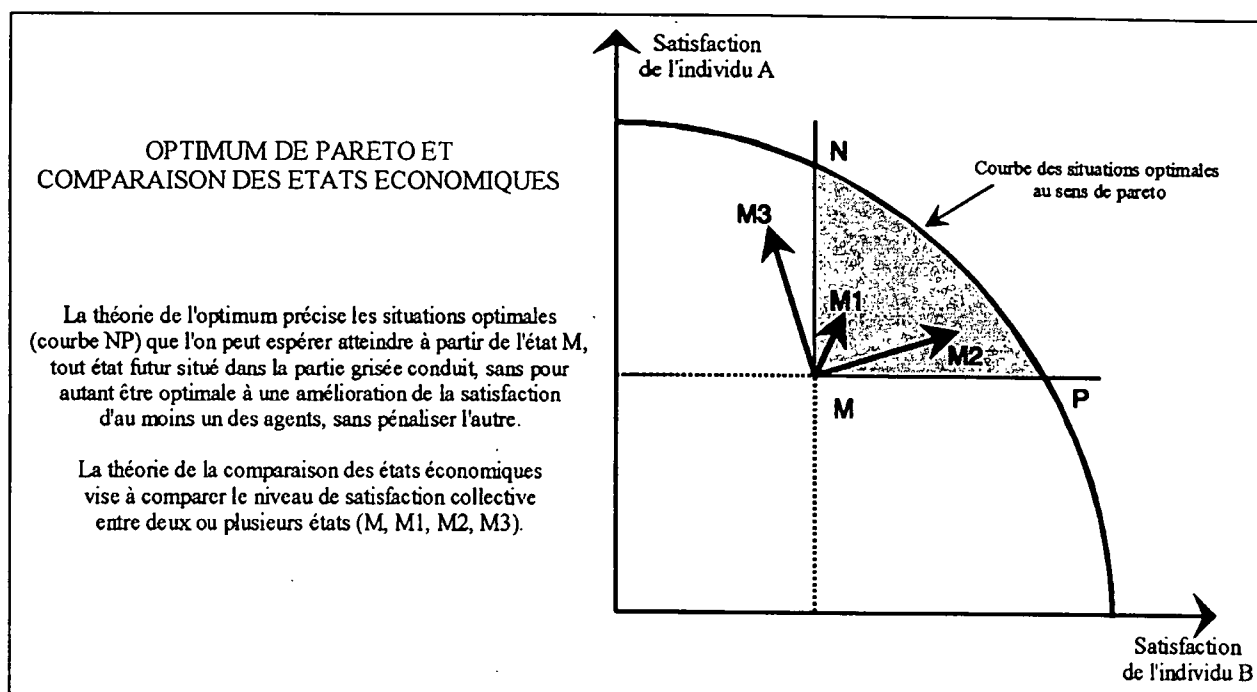 OPTIMUM DE PARETO ET
COMPARAISON DES ETATS ECONOMIQUES
La théorie de l'optimum précise les situations optimales
(courbe NP) que l'on peut espérer atteindre à partir de l'état M,
tout état futur situé dans la partie grisée conduit, sans pour
autant être optimale à une amélioration de la satisfaction
d'au moins un des agents, sans pénaliser l'autre.
La théorie de la comparaison des états économiques
vise à comparer le niveau de satisfaction collective
entre deux ou plusieurs états (M, M1, M2, M3).
Satisfaction
de l'individu A
N
Courbe des situations optimales
au sens de pareto
M3
M1
M2
M
P
Satisfaction
de l'individu B